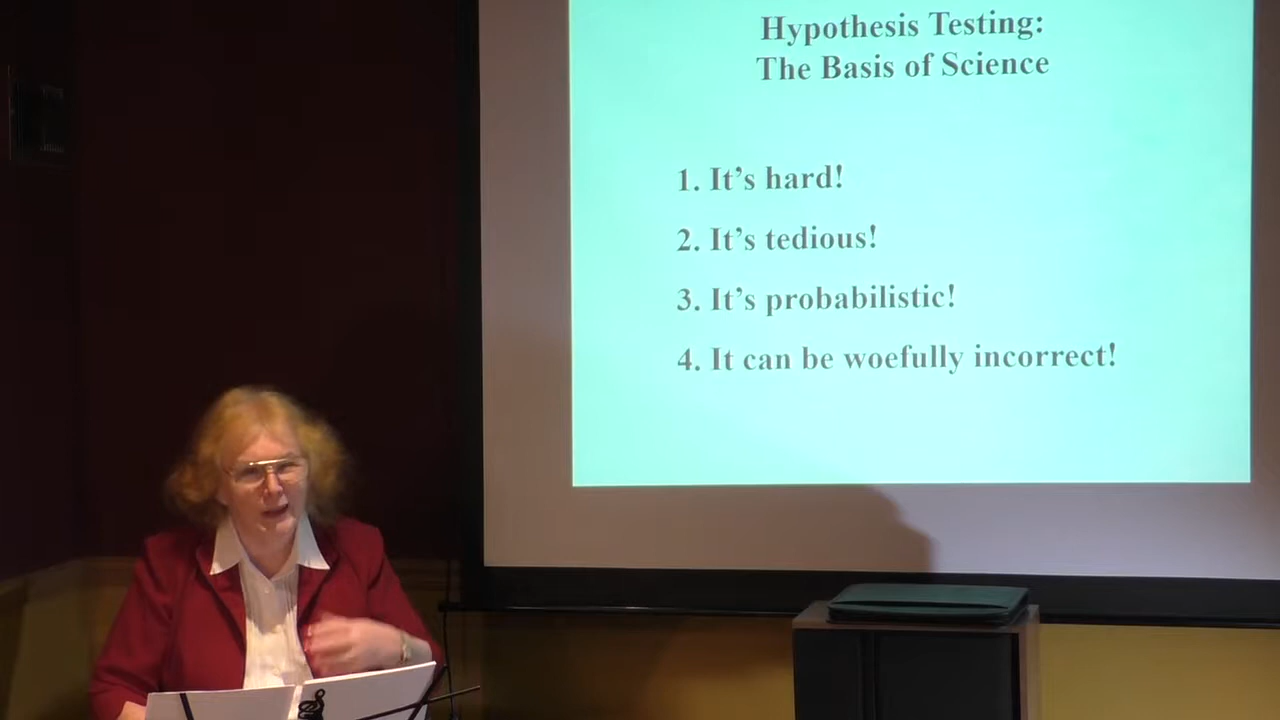 Hypothesis Testing:
The Basis of Science
1. It's hard!
2. It's tedious!
3. It's probabilistic!
4. It can be woefully incorrect!